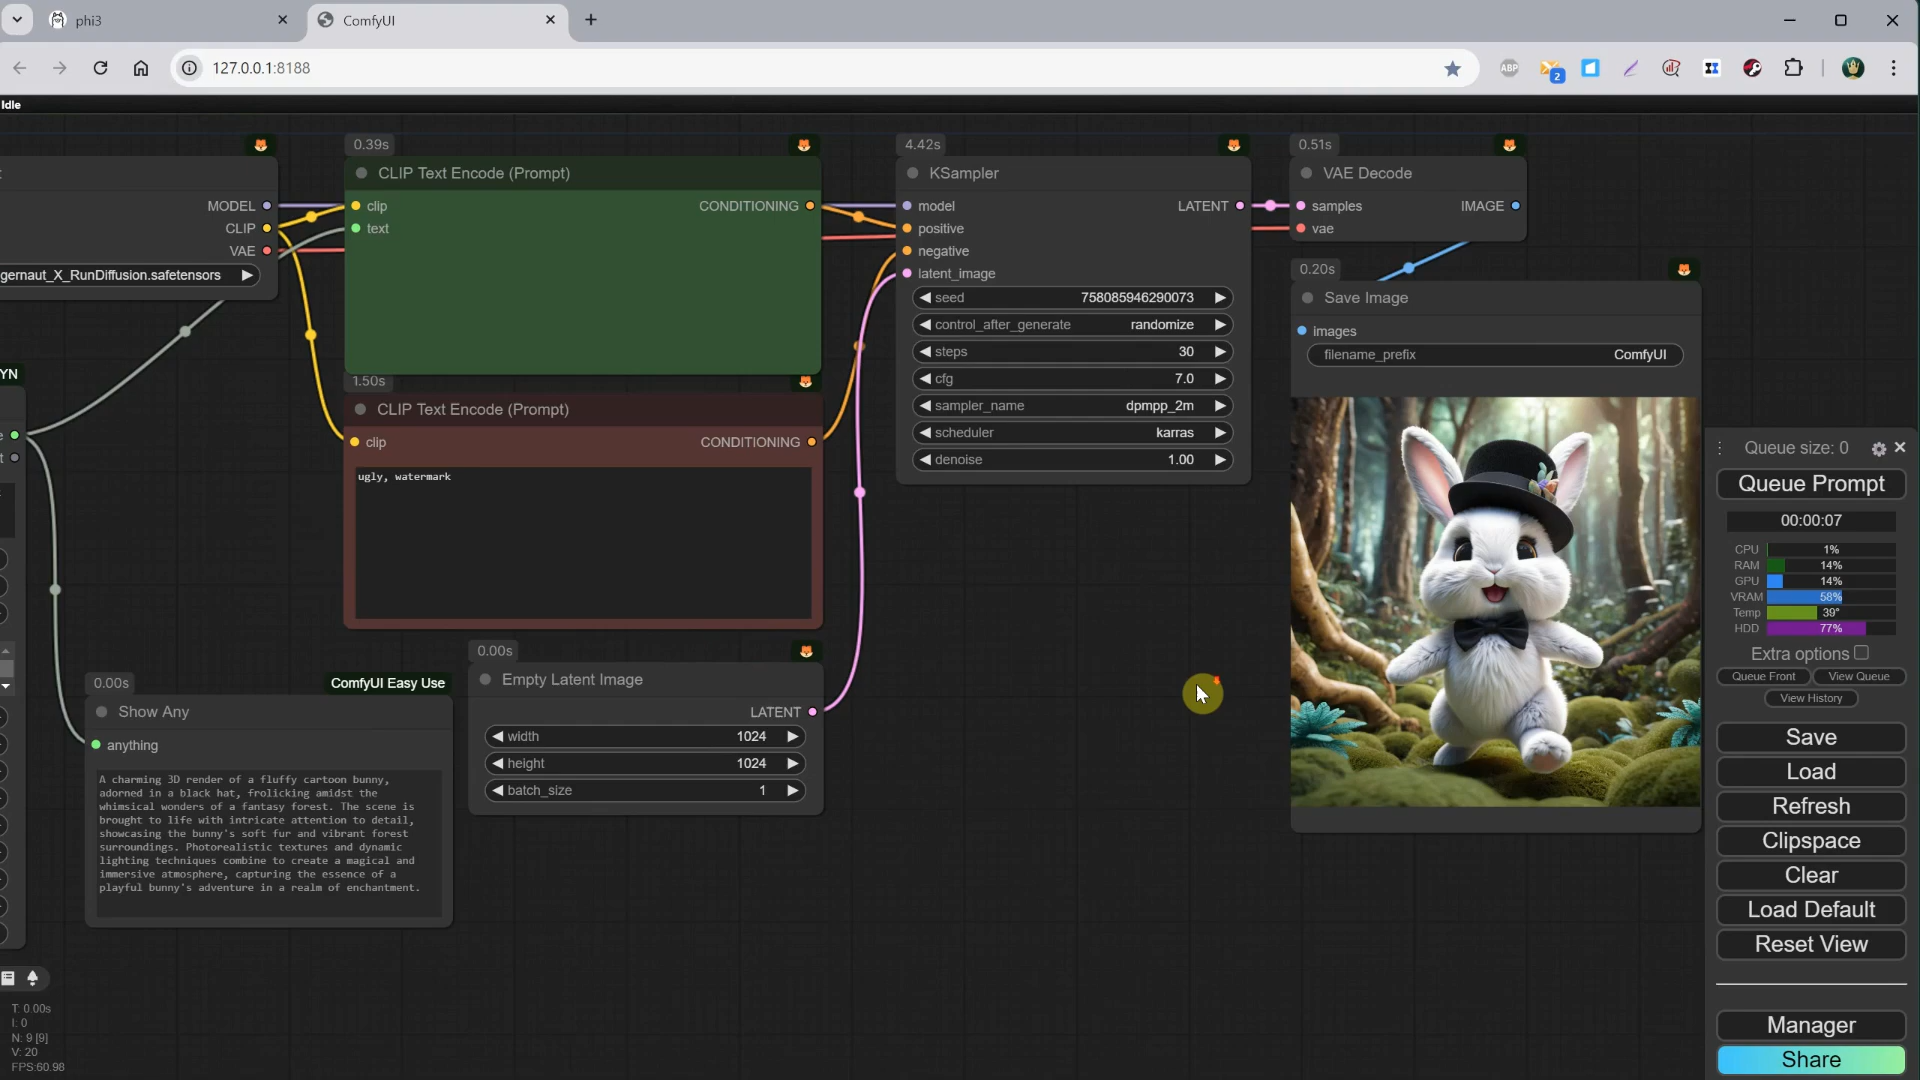 phi3
ComfyUI
127.0.0.1:8188
ABP
2
Idle
0.39s
4.42s
0.51s
CLIP Text Encode (Prompt)
KSampler
VAE Decode
MODEL
CLIP
VAE
gernaut_X_RunDiffusion.safetensors
clip
text
CONDITIONING
model
positive
negative
latent_image
LATENT
seed 758085946290073
control_after_generate randomize
steps 30
cfg 7.0
sampler_name dpmpp_2m
scheduler karras
denoise 1.00
samples
vae
IMAGE
0.20s
Save Image
images
filename_prefix ComfyUI
YN
1.50s
CLIP Text Encode (Prompt)
clip
CONDITIONING
ugly, watermark
0.00s
ComfyUI Easy Use
Show Any
anything
A charming 3D render of a fluffy cartoon bunny,
adorned in a black hat, frolicking amidst the
whimsical wonders of a fantasy forest. The scene is
brought to life with intricate attention to detail,
showcasing the bunny's soft fur and vibrant forest
surroundings. Photorealistic textures and dynamic
lighting techniques combine to create a magical and
immersive atmosphere, capturing the essence of a
playful bunny's adventure in a realm of enchantment.
0.00s
Empty Latent Image
LATENT
width 1024
height 1024
batch_size 1
Queue size: 0
Queue Prompt
00:00:07
CPU 1%
RAM 14%
GPU 14%
VRAM 58%
Temp 39°
HDD 77%
Extra options
Queue Front
View Queue
View History
Save
Load
Refresh
Clipspace
Clear
Load Default
Reset View
Manager
Share
T: 0.00s
I: 0
N: 9 [9]
V: 20
FPS:60.98